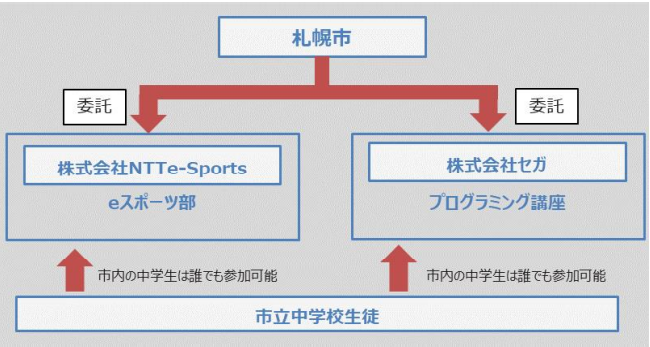 札幌市
委託
委託
株式会社NTTe-Sports
eスポーツ部
株式会社セガ
プログラミング講座
市内の中学生は誰でも参加可能
市内の中学生は誰でも参加可能
市立中学校生徒